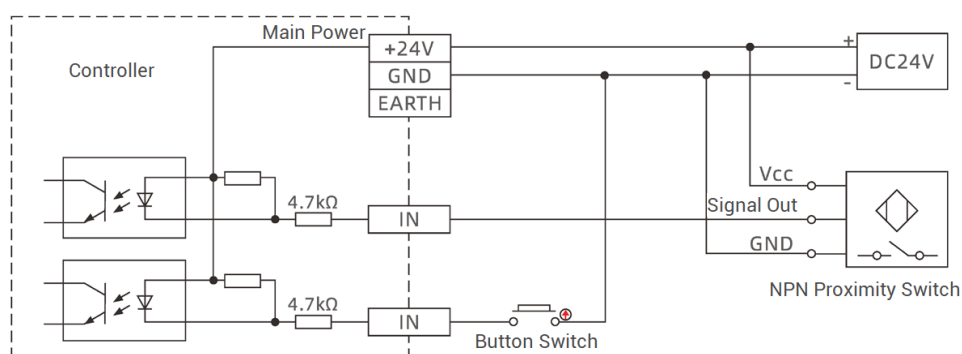 Main Power
+24V
+
DC24V
Controller
GND
-
EARTH
Vcc
4.7kΩ
IN
Signal Out
GND
NPN Proximity Switch
4.7kΩ
IN
Button Switch